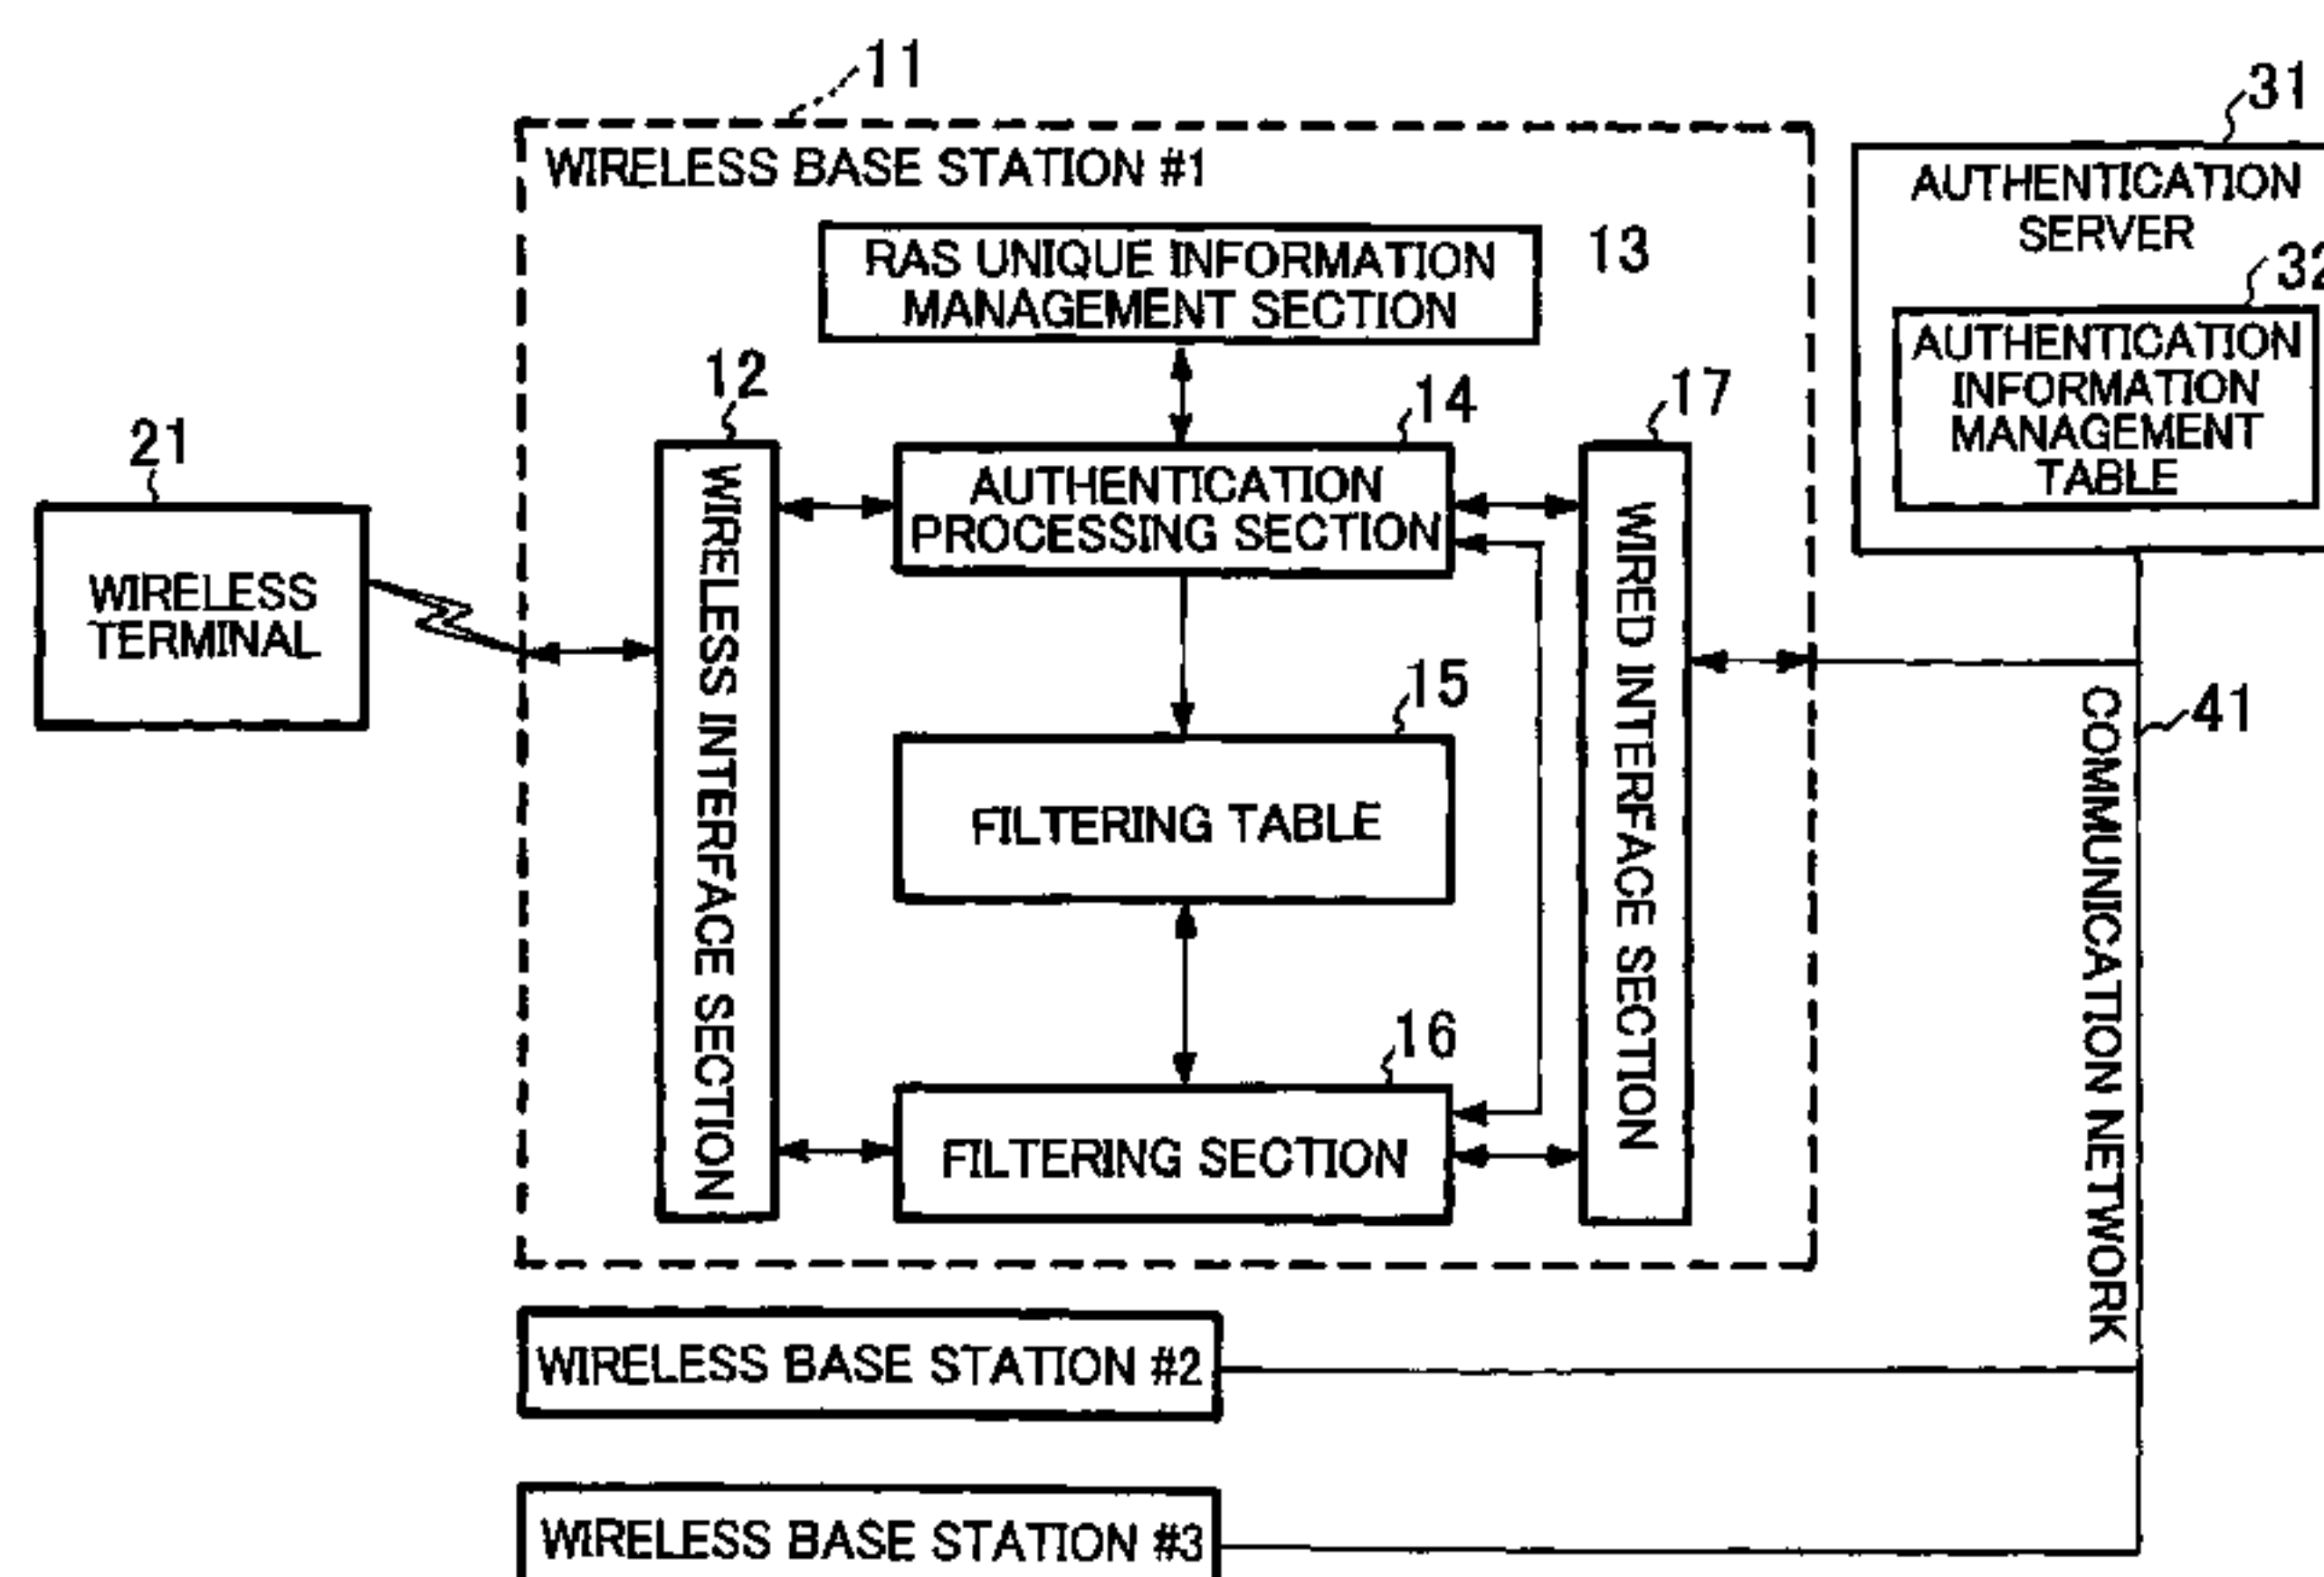 11
31
WIRELESS BASE STATION #1
AUTHENTICATION
SERVER
13
RAS UNIQUE INFORMATION
MANAGEMENT SECTION
32
AUTHENTICATION
INFORMATION
MANAGEMENT
TABLE
12
14
17
21
AUTHENTICATION
PROCESSING SECTION
WIRELESS INTERFACE SECTION
WIRED INTERFACE SECTION
WIRELESS
TERMINAL
15
41
COMMUNICATION NETWORK
FILTERING TABLE
16
FILTERING SECTION
WIRELESS BASE STATION #2
WIRELESS BASE STATION #3